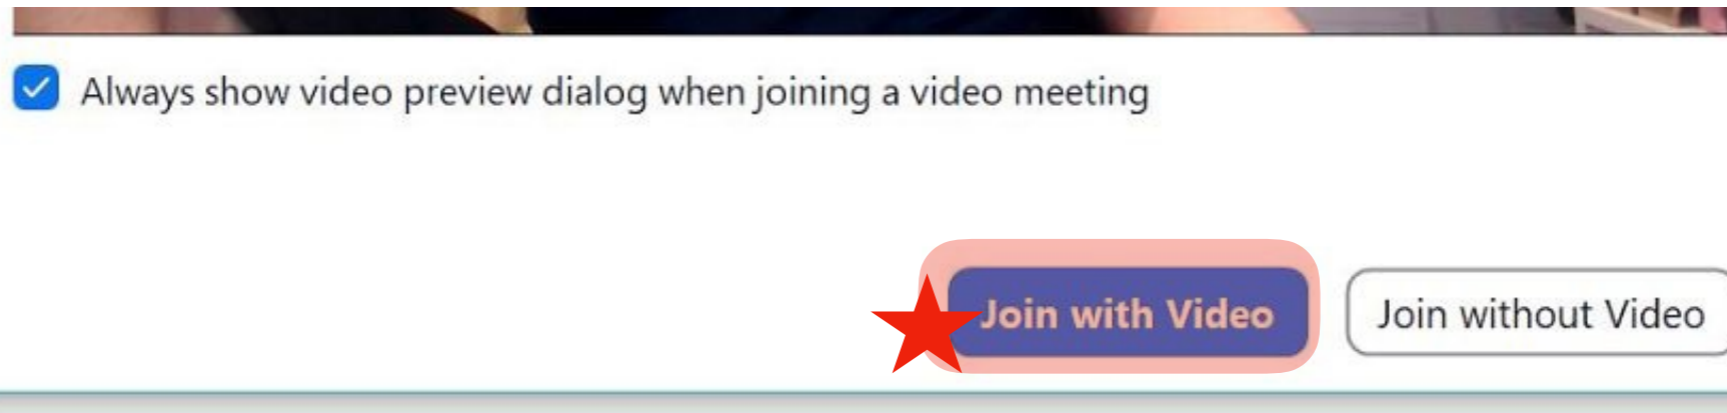 Always show video preview dialog when joining a video meeting
Join with Video
Join without Video